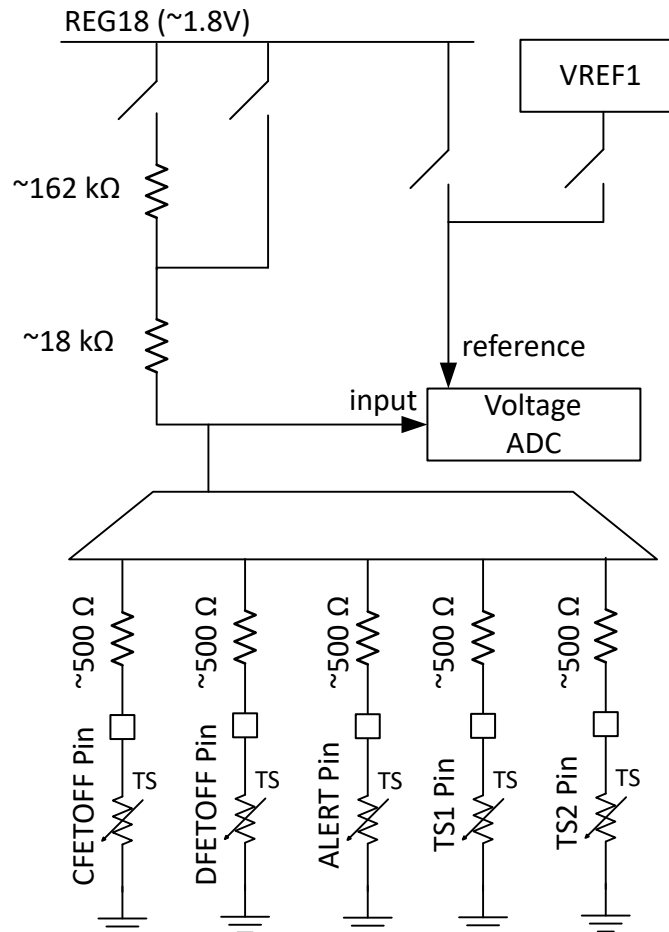 REG18 (~1.8V)
VREF1
~162 kΩ
~18 kΩ
reference
input
Voltage
ADC
~500 Ω
~500 Ω
~500 Ω
~500 Ω
~500 Ω
CFETOFF Pin
TS
DFETOFF Pin
TS
ALERT Pin
TS
TS1 Pin
TS
TS2 Pin
TS